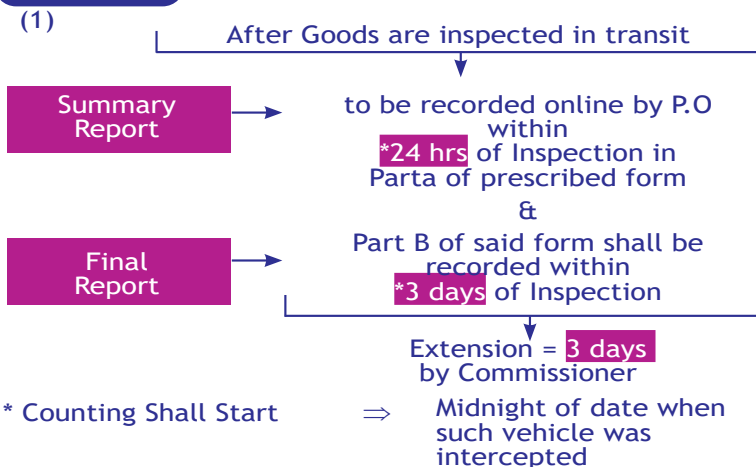 (1)
After Goods are inspected in transit
Summary
Report
to be recorded online by P.O
within
*24 hrs of Inspection in
Parta of prescribed form
&
Final
Report
Part B of said form shall be
recorded within
*3 days of Inspection
Extension = 3 days
by Commissioner
* Counting Shall Start ⇒ Midnight of date when
such vehicle was
intercepted